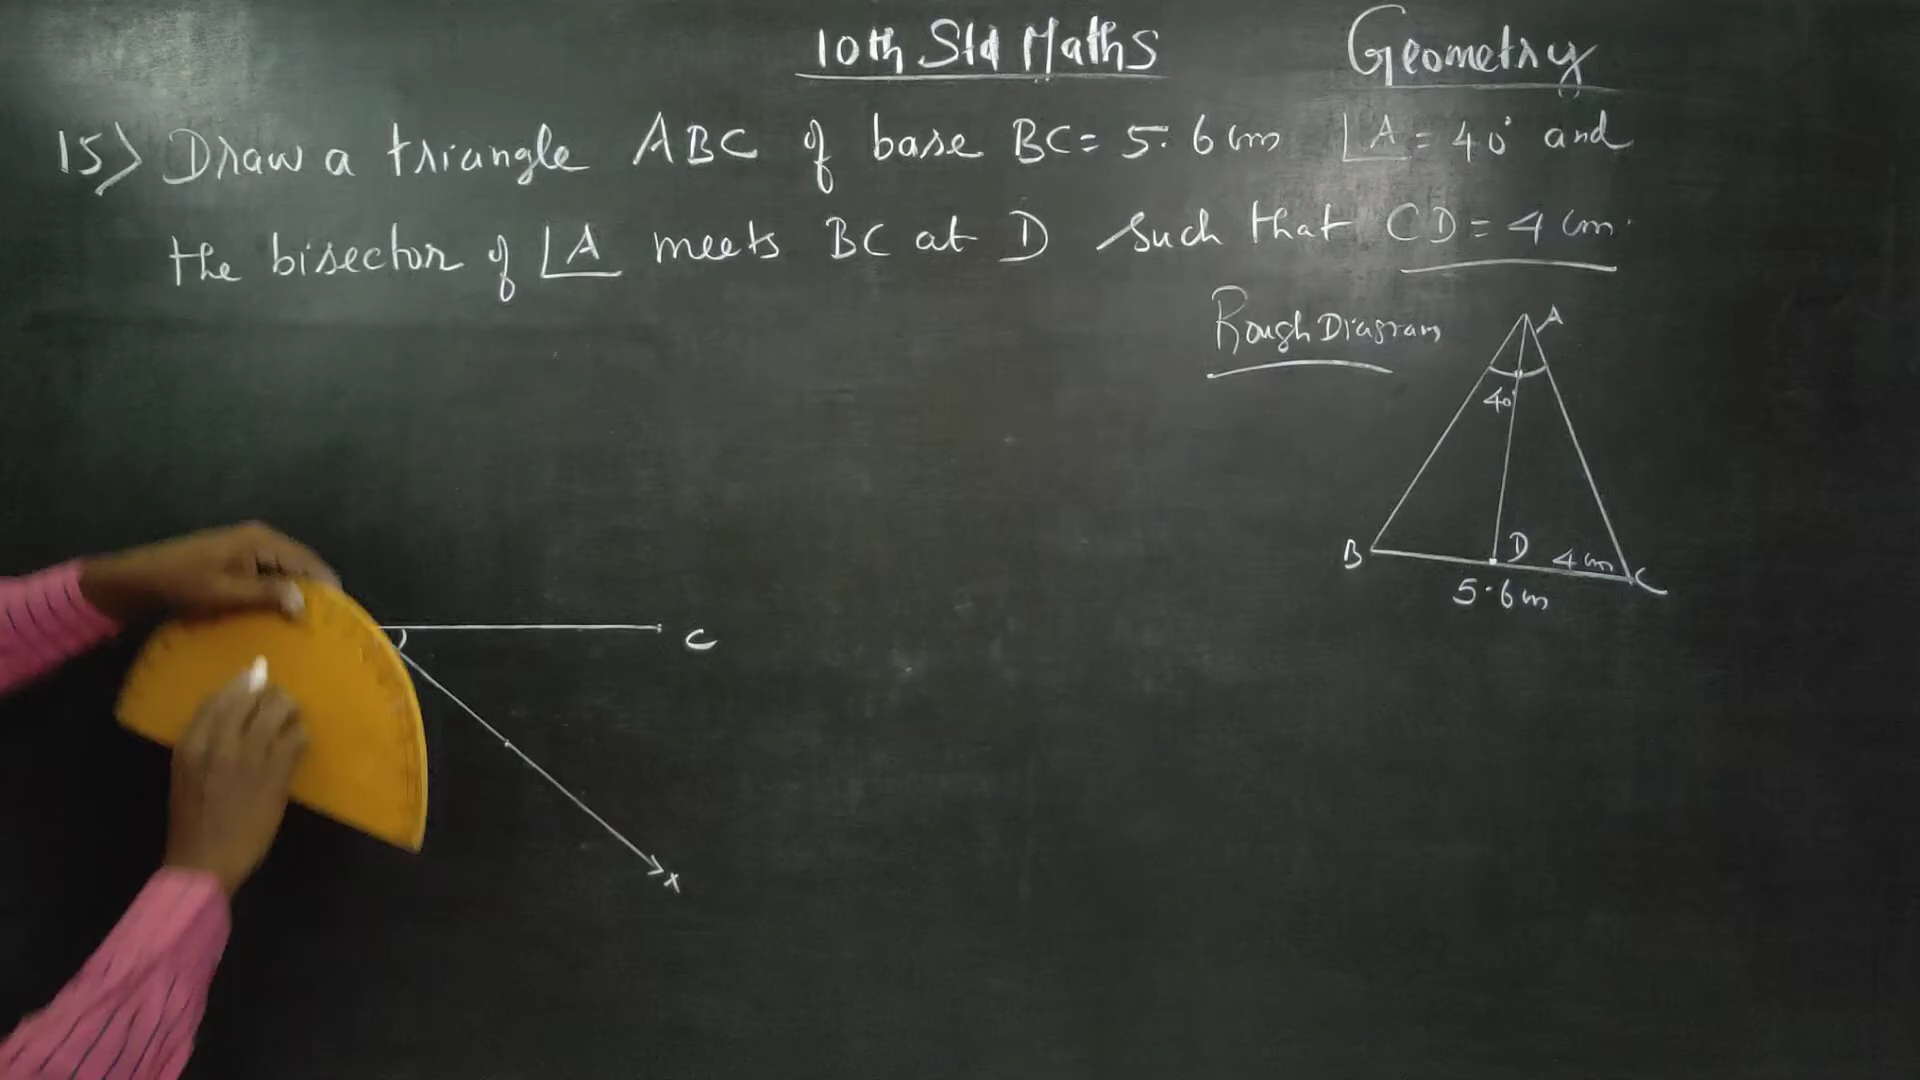 10th Std Maths Geometry
15) Draw a triangle ABC of base BC = 5.6 cm ∠A = 40° and
the bisector of ∠A meets BC at D such that CD = 4 cm.
Rough Diagram
A
40°
B D 4 cm C
5.6 cm
C
x